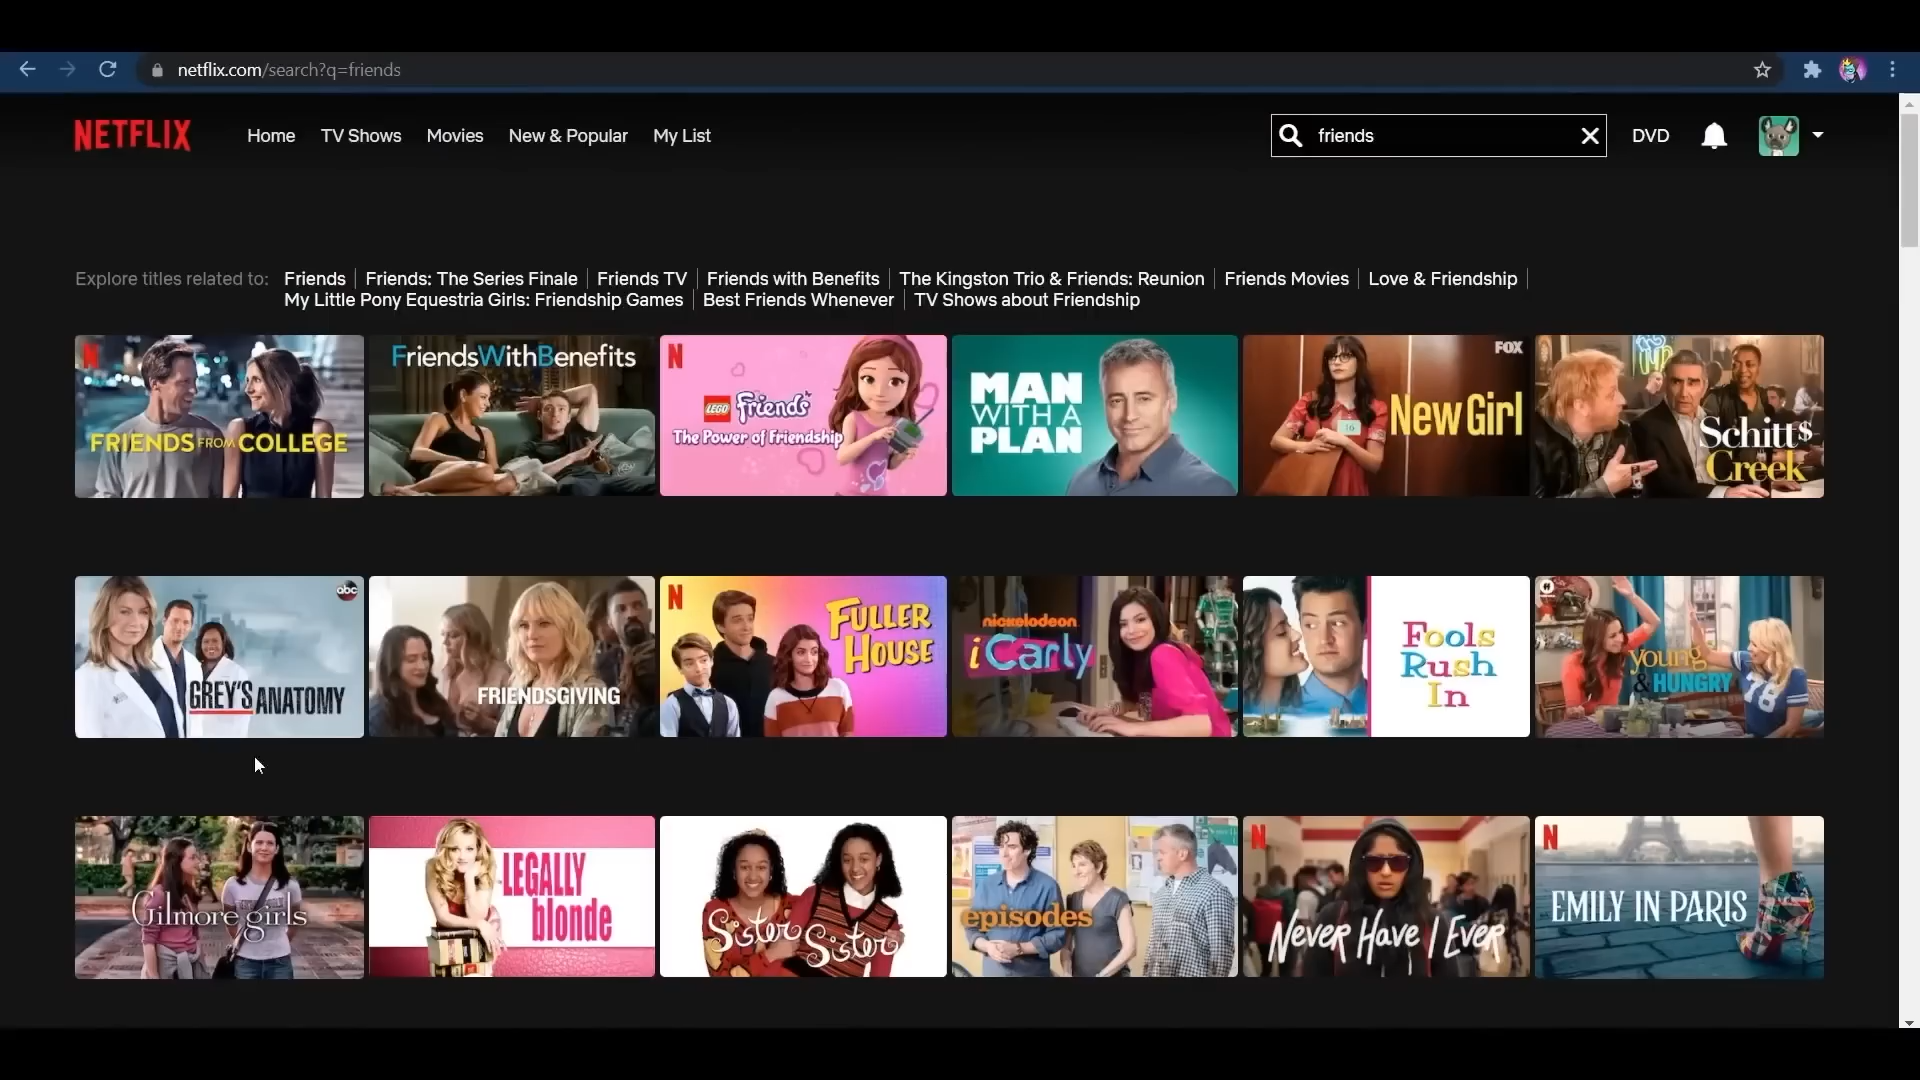 netflix.com/search?q=friends
NETFLIX Home TV Shows Movies New & Popular My List friends DVD
Explore titles related to: Friends | Friends: The Series Finale | Friends TV | Friends with Benefits | The Kingston Trio & Friends: Reunion | Friends Movies | Love & Friendship |
My Little Pony Equestria Girls: Friendship Games | Best Friends Whenever | TV Shows about Friendship
N
FRIENDS FROM COLLEGE
FriendsWithBenefits
N
LEGO Friends
The Power of Friendship
MAN
WITH A
PLAN
FOX
16
New Girl
Schitt$
Creek
abc
GREY'S ANATOMY
FRIENDSGIVING
N
FULLER
HOUSE
nickelodeon
iCarly
Fools
Rush
In
young
& HUNGRY
78
Gilmore girls
LEGALLY
blonde
Sister
Sister
episodes
N
Never Have I Ever
N
EMILY IN PARIS